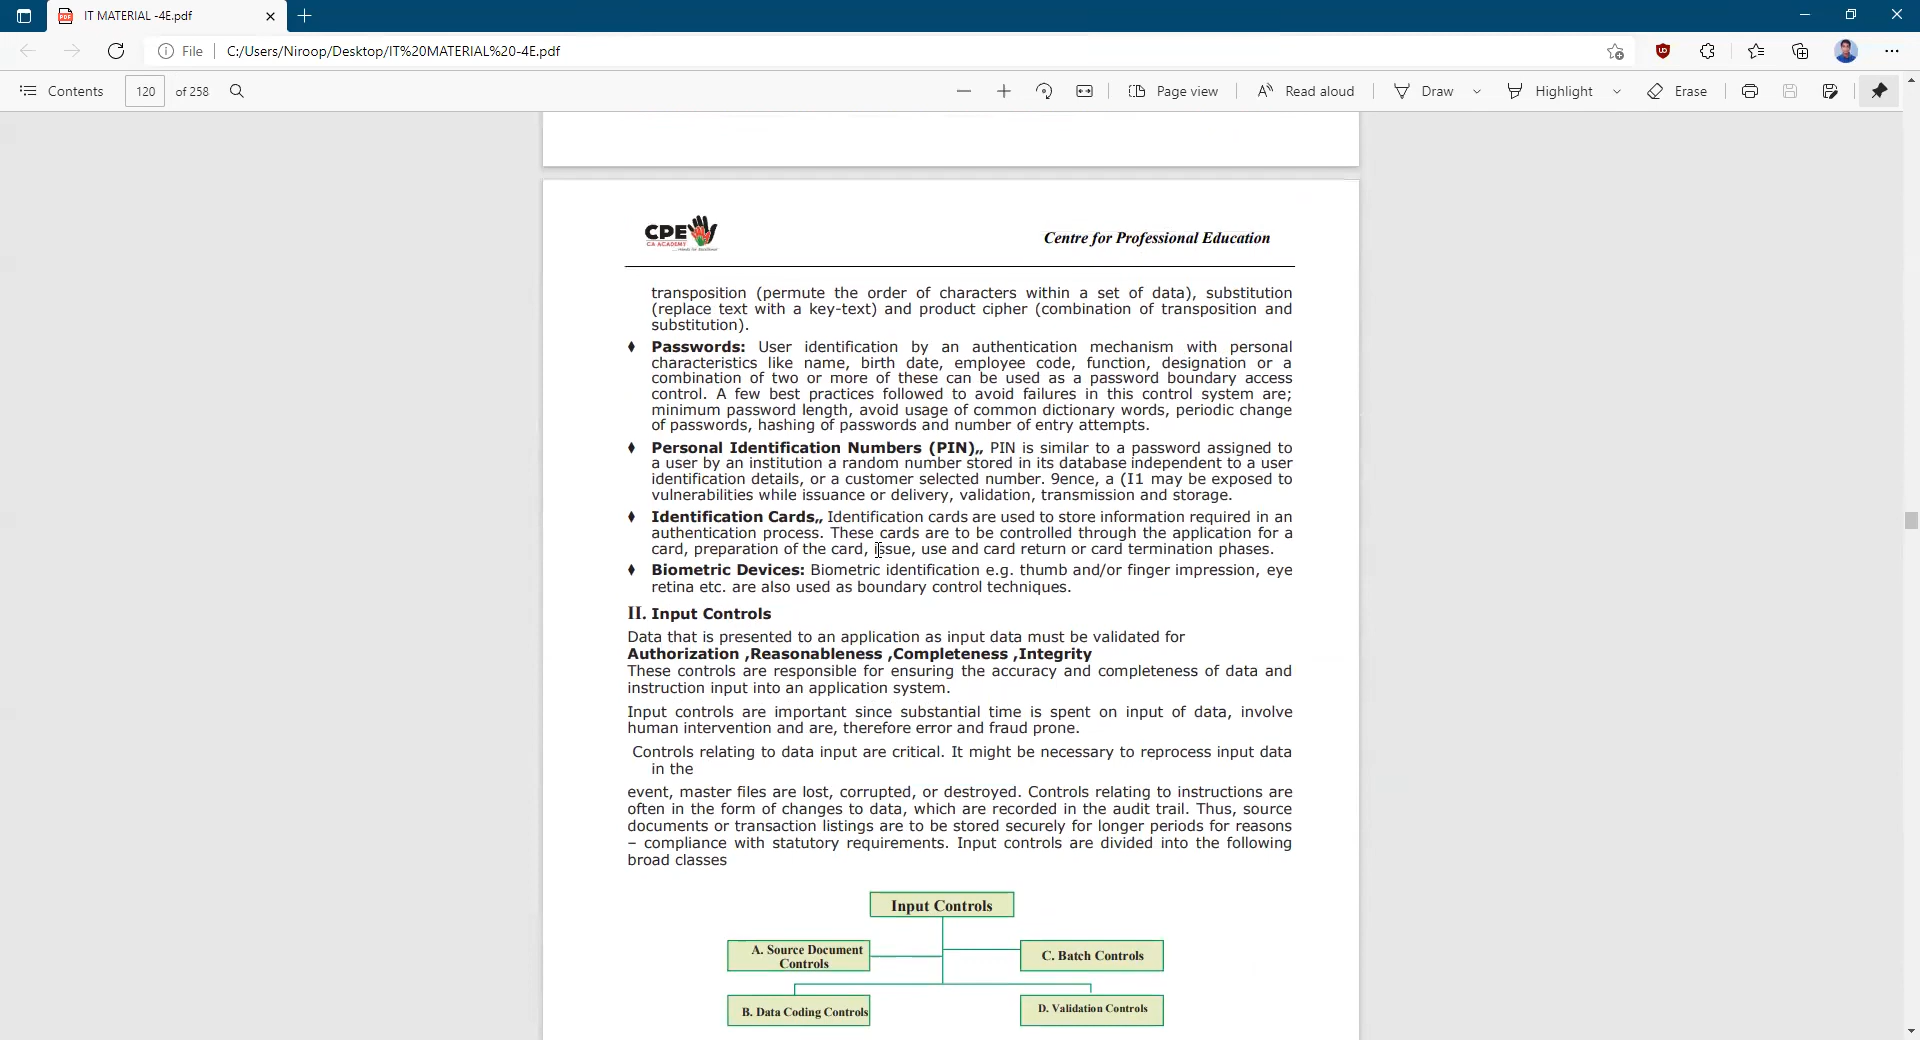 IT MATERIAL -4E.pdf
File
C:/Users/Niroop/Desktop/IT%20MATERIAL%20-4E.pdf
Contents
120
of 258
Page view
Read aloud
Draw
Highlight
Erase
CPE
CA ACADEMY
Centre for Professional Education
transposition (permute the order of characters within a set of data), substitution
(replace text with a key-text) and product cipher (combination of transposition and
substitution).
♦ Passwords: User identification by an authentication mechanism with personal
characteristics like name, birth date, employee code, function, designation or a
combination of two or more of these can be used as a password boundary access
control. A few best practices followed to avoid failures in this control system are;
minimum password length, avoid usage of common dictionary words, periodic change
of passwords, hashing of passwords and number of entry attempts.
♦ Personal Identification Numbers (PIN)„ PIN is similar to a password assigned to
a user by an institution a random number stored in its database independent to a user
identification details, or a customer selected number. 9ence, a (I1 may be exposed to
vulnerabilities while issuance or delivery, validation, transmission and storage.
♦ Identification Cards„ Identification cards are used to store information required in an
authentication process. These cards are to be controlled through the application for a
card, preparation of the card, issue, use and card return or card termination phases.
♦ Biometric Devices: Biometric identification e.g. thumb and/or finger impression, eye
retina etc. are also used as boundary control techniques.
II. Input Controls
Data that is presented to an application as input data must be validated for
Authorization ,Reasonableness ,Completeness ,Integrity
These controls are responsible for ensuring the accuracy and completeness of data and
instruction input into an application system.
Input controls are important since substantial time is spent on input of data, involve
human intervention and are, therefore error and fraud prone.
Controls relating to data input are critical. It might be necessary to reprocess input data
in the
event, master files are lost, corrupted, or destroyed. Controls relating to instructions are
often in the form of changes to data, which are recorded in the audit trail. Thus, source
documents or transaction listings are to be stored securely for longer periods for reasons
– compliance with statutory requirements. Input controls are divided into the following
broad classes
Input Controls
A. Source Document
Controls
C. Batch Controls
B. Data Coding Controls
D. Validation Controls